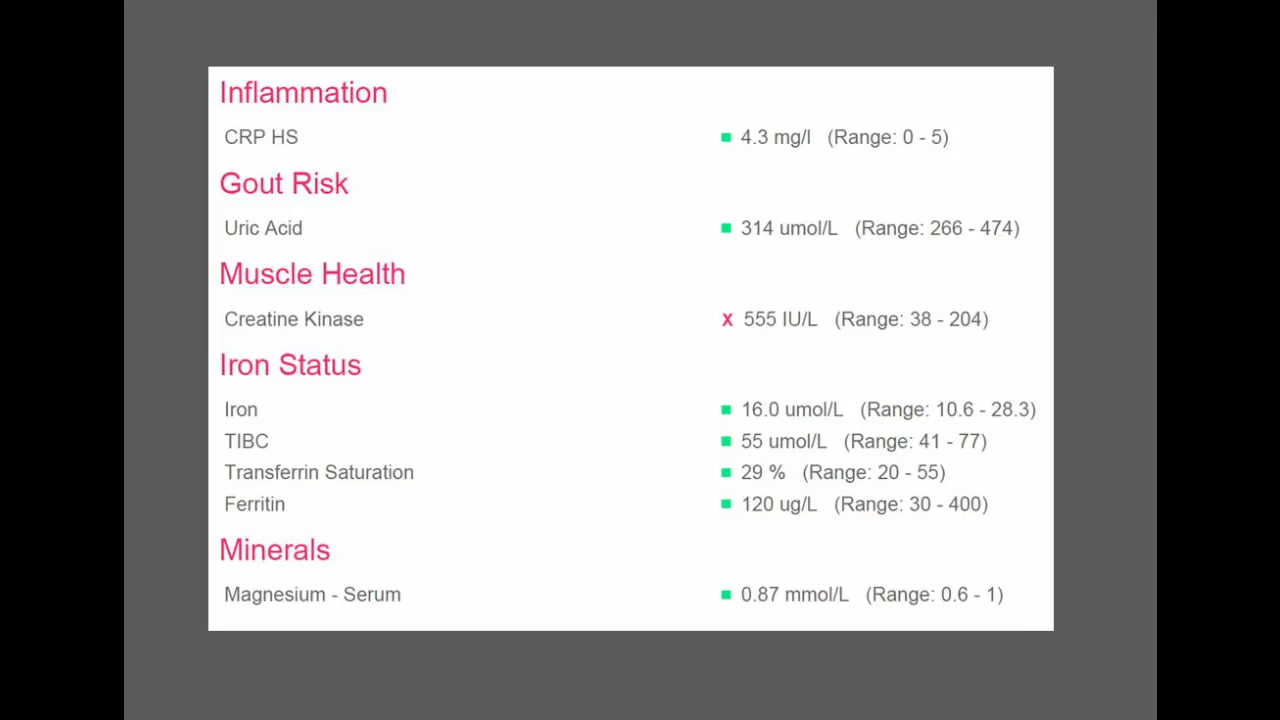 Inflammation
CRP HS 4.3 mg/l (Range: 0 - 5)
Gout Risk
Uric Acid 314 umol/L (Range: 266 - 474)
Muscle Health
Creatine Kinase X 555 IU/L (Range: 38 - 204)
Iron Status
Iron 16.0 umol/L (Range: 10.6 - 28.3)
TIBC 55 umol/L (Range: 41 - 77)
Transferrin Saturation 29 % (Range: 20 - 55)
Ferritin 120 ug/L (Range: 30 - 400)
Minerals
Magnesium - Serum 0.87 mmol/L (Range: 0.6 - 1)